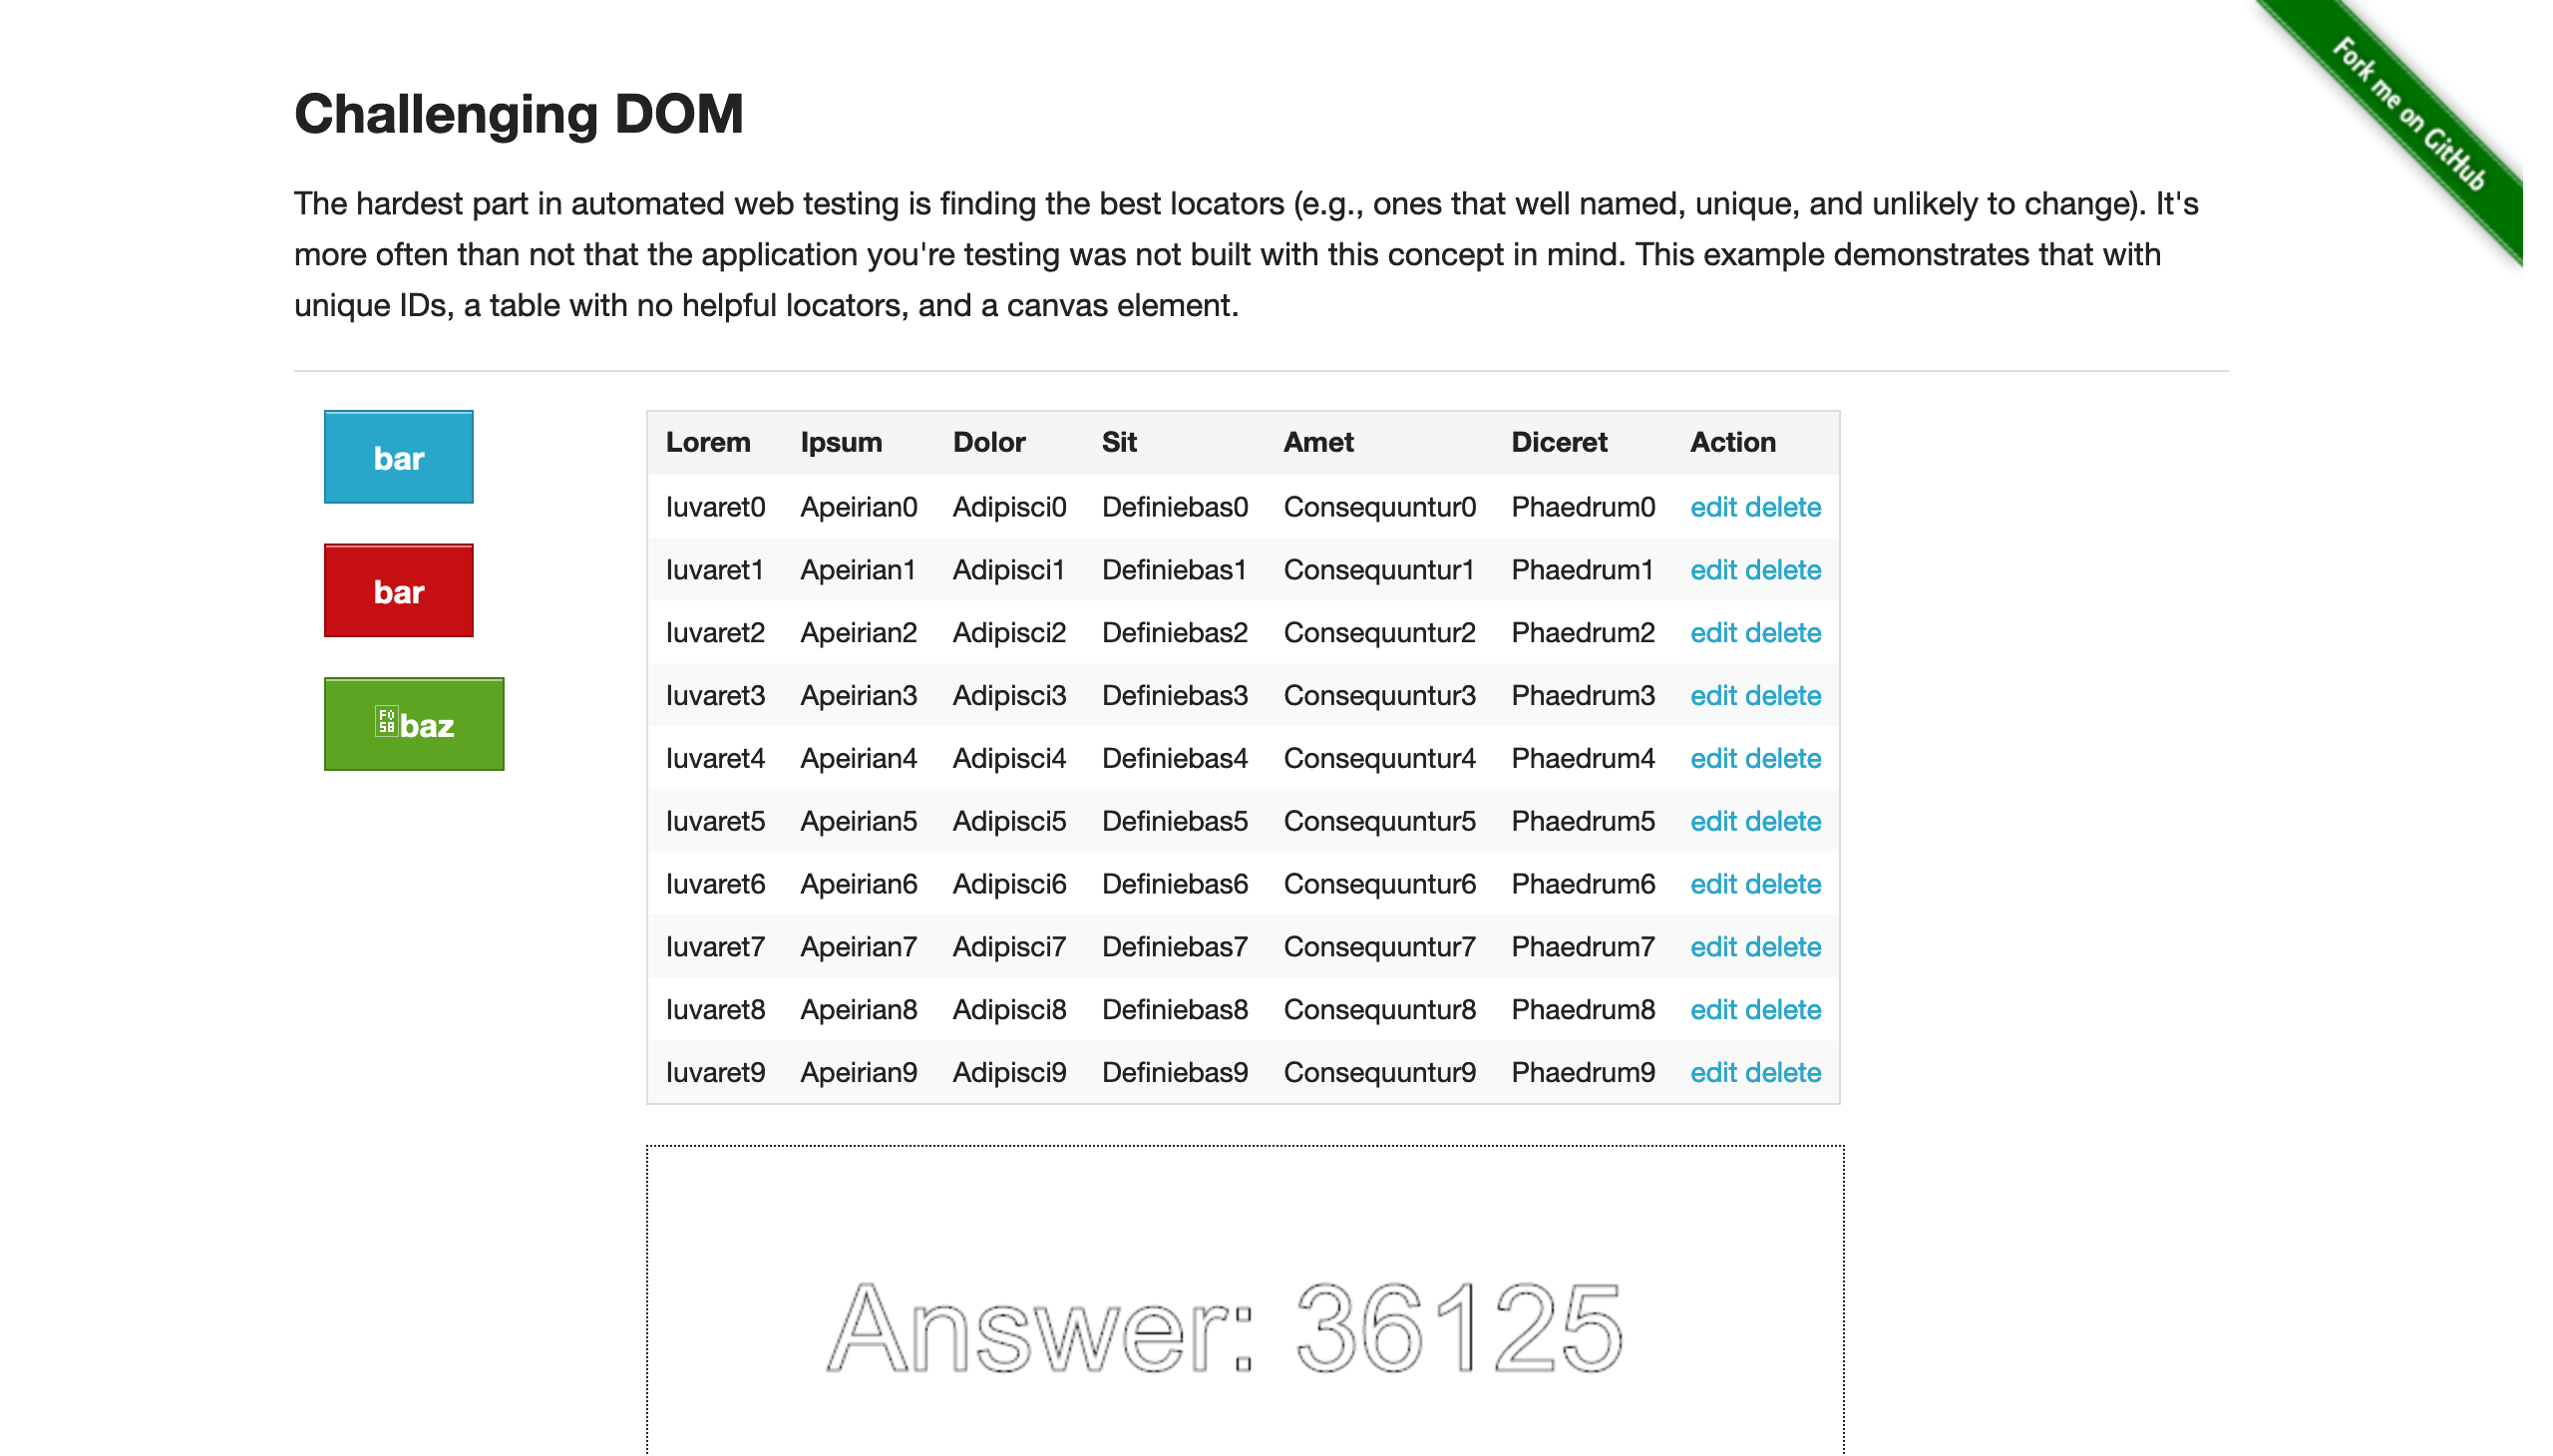 Fork me on GitHub
Challenging DOM
The hardest part in automated web testing is finding the best locators (e.g., ones that well named, unique, and unlikely to change). It's
more often than not that the application you're testing was not built with this concept in mind. This example demonstrates that with
unique IDs, a table with no helpful locators, and a canvas element.
bar
bar
baz
Lorem Ipsum Dolor Sit Amet Diceret Action
Iuvaret0 Apeirian0 Adipisci0 Definiebas0 Consequuntur0 Phaedrum0 edit delete
Iuvaret1 Apeirian1 Adipisci1 Definiebas1 Consequuntur1 Phaedrum1 edit delete
Iuvaret2 Apeirian2 Adipisci2 Definiebas2 Consequuntur2 Phaedrum2 edit delete
Iuvaret3 Apeirian3 Adipisci3 Definiebas3 Consequuntur3 Phaedrum3 edit delete
Iuvaret4 Apeirian4 Adipisci4 Definiebas4 Consequuntur4 Phaedrum4 edit delete
Iuvaret5 Apeirian5 Adipisci5 Definiebas5 Consequuntur5 Phaedrum5 edit delete
Iuvaret6 Apeirian6 Adipisci6 Definiebas6 Consequuntur6 Phaedrum6 edit delete
Iuvaret7 Apeirian7 Adipisci7 Definiebas7 Consequuntur7 Phaedrum7 edit delete
Iuvaret8 Apeirian8 Adipisci8 Definiebas8 Consequuntur8 Phaedrum8 edit delete
Iuvaret9 Apeirian9 Adipisci9 Definiebas9 Consequuntur9 Phaedrum9 edit delete
Answer: 36125